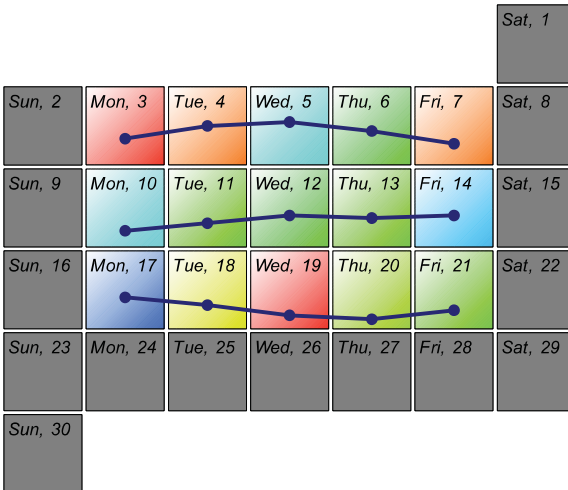 Sat, 1
Sun, 2 Mon, 3 Tue, 4 Wed, 5 Thu, 6 Fri, 7 Sat, 8
Sun, 9 Mon, 10 Tue, 11 Wed, 12 Thu, 13 Fri, 14 Sat, 15
Sun, 16 Mon, 17 Tue, 18 Wed, 19 Thu, 20 Fri, 21 Sat, 22
Sun, 23 Mon, 24 Tue, 25 Wed, 26 Thu, 27 Fri, 28 Sat, 29
Sun, 30